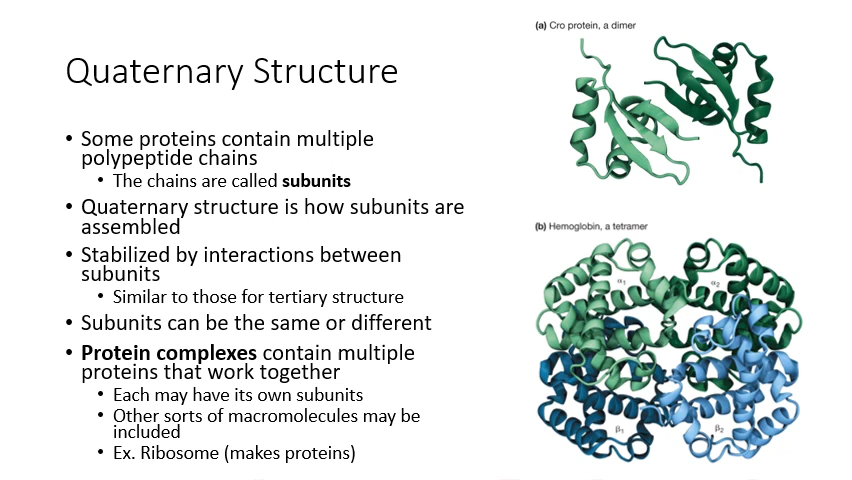 Quaternary Structure
• Some proteins contain multiple
polypeptide chains
• The chains are called subunits
• Quaternary structure is how subunits are
assembled
• Stabilized by interactions between
subunits
• Similar to those for tertiary structure
• Subunits can be the same or different
• Protein complexes contain multiple
proteins that work together
• Each may have its own subunits
• Other sorts of macromolecules may be
included
• Ex. Ribosome (makes proteins)
(a) Cro protein, a dimer
(b) Hemoglobin, a tetramer
α1
α2
β1
β2